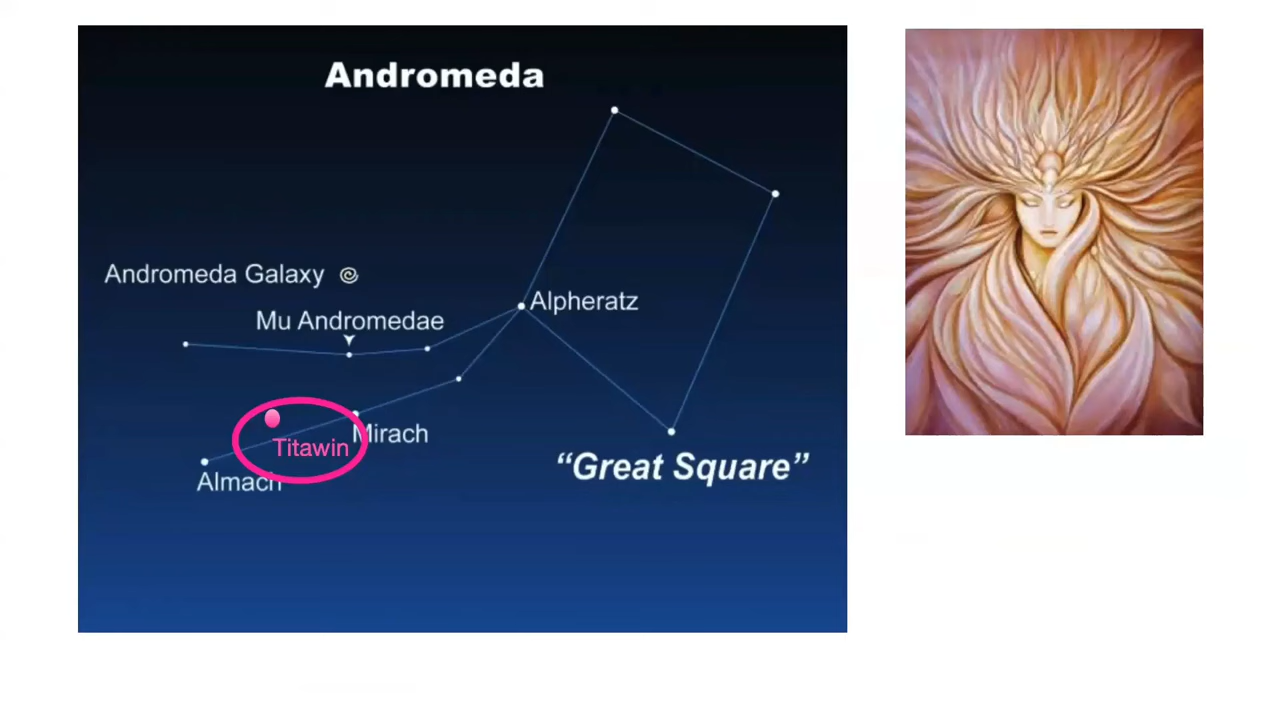 Andromeda
Andromeda Galaxy
Alpheratz
Mu Andromedae
Mirach
Titawin
“Great Square”
Almach